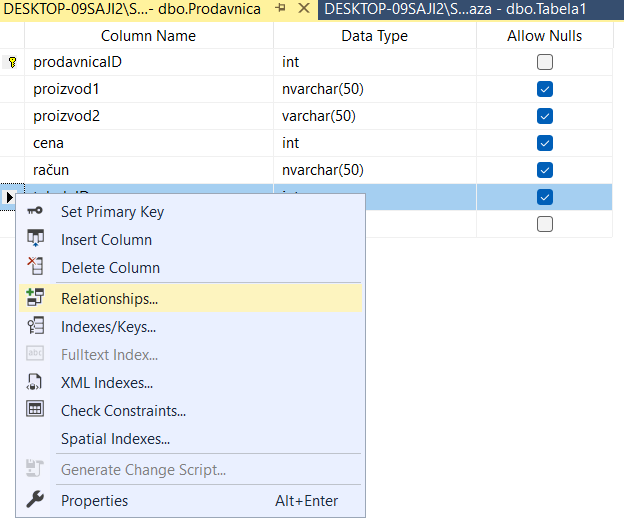 DESKTOP-09SAJI2\S...- dbo.Prodavnica
DESKTOP-09SAJI2\S...aza - dbo.Tabela1
Column Name Data Type Allow Nulls
prodavnicaID int
proizvod1 nvarchar(50)
proizvod2 varchar(50)
cena int
račun nvarchar(50)
Set Primary Key
Insert Column
Delete Column
Relationships...
Indexes/Keys...
abc
Fulltext Index...
XML Indexes...
Check Constraints...
Spatial Indexes...
Generate Change Script...
Properties Alt+Enter